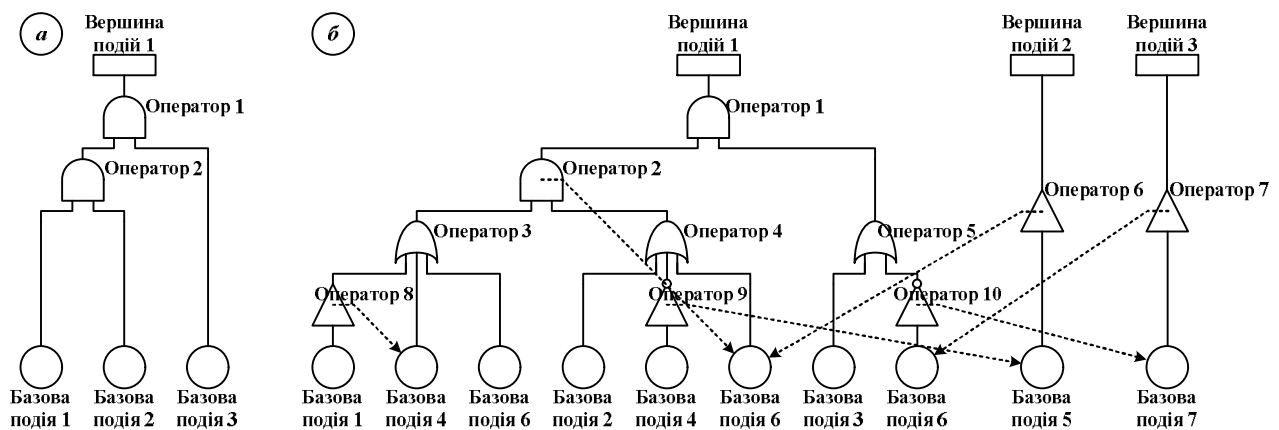 а
Вершина
подій 1
Оператор 1
Оператор 2
Базова
подія 1
Базова
подія 2
Базова
подія 3
б
Вершина
подій 1
Вершина
подій 2
Вершина
подій 3
Оператор 1
Оператор 2
Оператор 6
Оператор 7
Оператор 3
Оператор 4
Оператор 5
Оператор 8
Оператор 9
Оператор 10
Базова
подія 1
Базова
подія 4
Базова
подія 6
Базова
подія 2
Базова
подія 4
Базова
подія 6
Базова
подія 3
Базова
подія 6
Базова
подія 5
Базова
подія 7